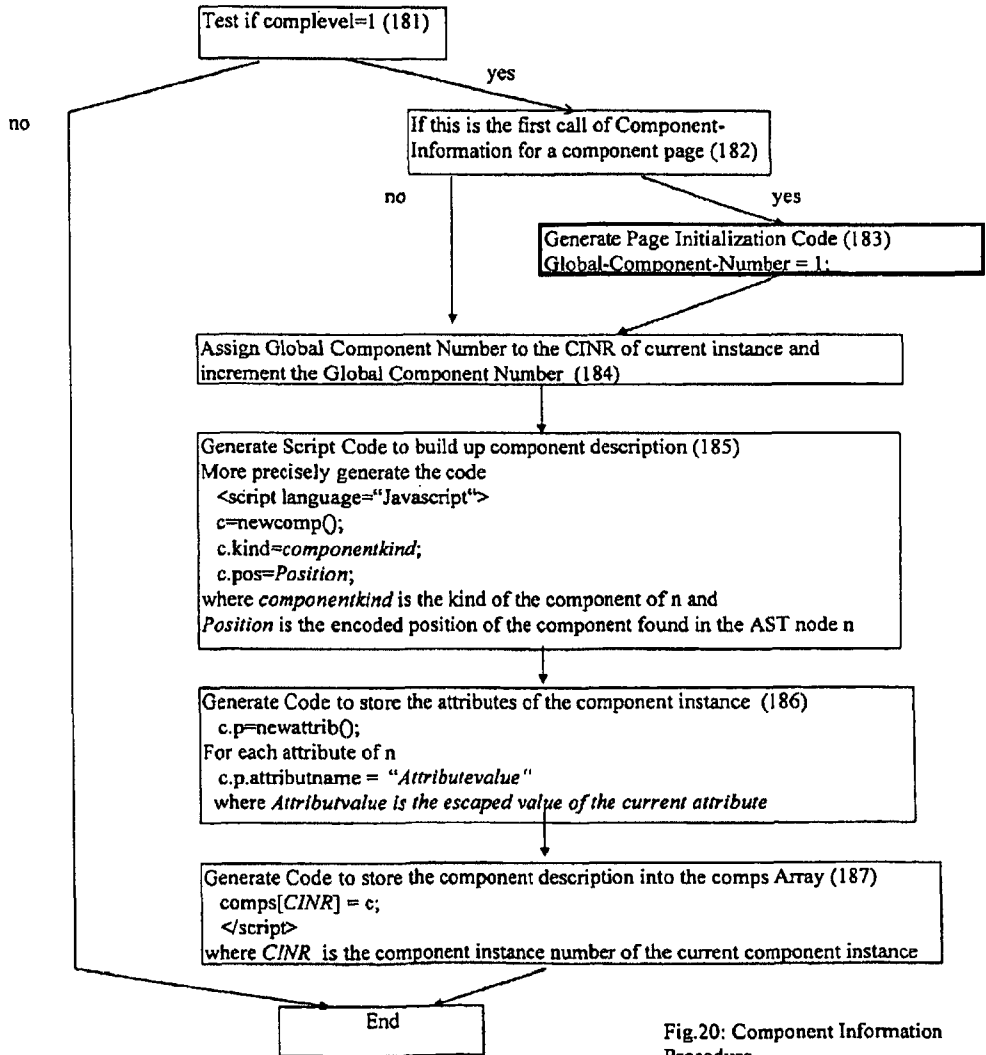 Test if complevel=1 (181)
yes
no
If this is the first call of Component-
Information for a component page (182)
no
yes
Generate Page Initialization Code (183)
Global-Component-Number = 1;
Assign Global Component Number to the CINR of current instance and
increment the Global Component Number (184)
Generate Script Code to build up component description (185)
More precisely generate the code
<script language="Javascript">
c=newcomp();
c.kind=componentkind;
c.pos=Position;
where componentkind is the kind of the component of n and
Position is the encoded position of the component found in the AST node n
Generate Code to store the attributes of the component instance (186)
c.p=newattrib();
For each attribute of n
c.p.attributname = "Attributevalue"
where Attributvalue is the escaped value of the current attribute
Generate Code to store the component description into the comps Array (187)
comps[CINR] = c;
</script>
where CINR is the component instance number of the current component instance
End
Fig.20: Component Information
Procedure